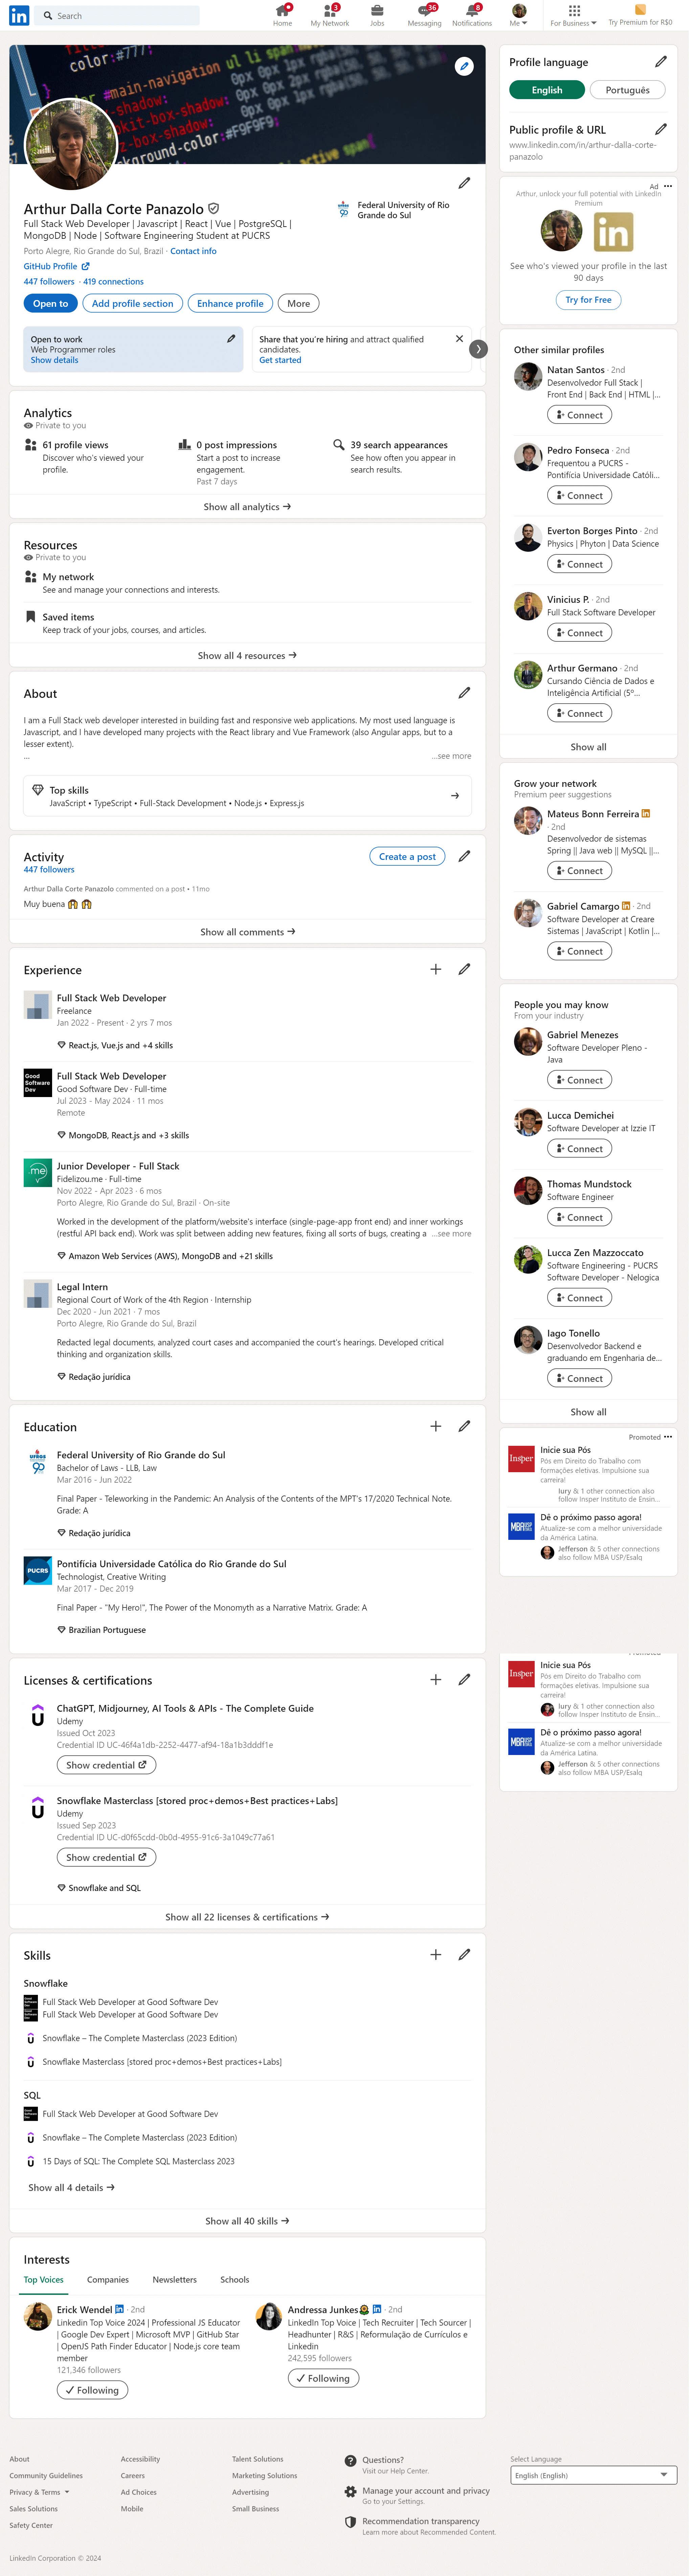 Search
Home
My Network
Jobs
Messaging
Notifications
Me
For Business
Try Premium for R$0
3
36
8
in
#main-navigation ul li span
color:
-shadow:
kit-box-shadow:
box-shadow:
#F9F9F9;
background-color:
active span
Arthur Dalla Corte Panazolo
Full Stack Web Developer | Javascript | React | Vue | PostgreSQL |
MongoDB | Node | Software Engineering Student at PUCRS
Federal University of Rio
Grande do Sul
Porto Alegre, Rio Grande do Sul, Brazil · Contact info
GitHub Profile
447 followers · 419 connections
Open to
Add profile section
Enhance profile
More
Open to work
Web Programmer roles
Show details
Share that you're hiring and attract qualified
candidates.
Get started
Analytics
Private to you
61 profile views
Discover who's viewed your
profile.
0 post impressions
Start a post to increase
engagement.
Past 7 days
39 search appearances
See how often you appear in
search results.
Show all analytics →
Resources
Private to you
My network
See and manage your connections and interests.
Saved items
Keep track of your jobs, courses, and articles.
Show all 4 resources →
About
I am a Full Stack web developer interested in building fast and responsive web applications. My most used language is
Javascript, and I have developed many projects with the React library and Vue Framework (also Angular apps, but to a
lesser extent).
...
...see more
Top skills
JavaScript • TypeScript • Full-Stack Development • Node.js • Express.js
Activity
447 followers
Create a post
Arthur Dalla Corte Panazolo commented on a post • 11mo
Muy buena
Show all comments →
Experience
Full Stack Web Developer
Freelance
Jan 2022 - Present · 2 yrs 7 mos
React.js, Vue.js and +4 skills
Good
Software
Dev
Full Stack Web Developer
Good Software Dev · Full-time
Jul 2023 - May 2024 · 11 mos
Remote
MongoDB, React.js and +3 skills
.me
Junior Developer - Full Stack
Fidelizou.me · Full-time
Nov 2022 - Apr 2023 · 6 mos
Porto Alegre, Rio Grande do Sul, Brazil · On-site
Worked in the development of the platform/website's interface (single-page-app front end) and inner workings
(restful API back end). Work was split between adding new features, fixing all sorts of bugs, creating a ...see more
Amazon Web Services (AWS), MongoDB and +21 skills
Legal Intern
Regional Court of Work of the 4th Region · Internship
Dec 2020 - Jun 2021 · 7 mos
Porto Alegre, Rio Grande do Sul, Brazil
Redacted legal documents, analyzed court cases and accompanied the court's hearings. Developed critical
thinking and organization skills.
Redação jurídica
Education
UFRGS
Federal University of Rio Grande do Sul
Bachelor of Laws - LLB, Law
Mar 2016 - Jun 2022
Final Paper - Teleworking in the Pandemic: An Analysis of the Contents of the MPT's 17/2020 Technical Note.
Grade: A
Redação jurídica
PUCRS
Pontifícia Universidade Católica do Rio Grande do Sul
Technologist, Creative Writing
Mar 2017 - Dec 2019
Final Paper - "My Hero!", The Power of the Monomyth as a Narrative Matrix. Grade: A
Brazilian Portuguese
Licenses & certifications
ChatGPT, Midjourney, AI Tools & APIs - The Complete Guide
Udemy
Issued Oct 2023
Credential ID UC-46f4a1db-2252-4477-af94-18a1b3dddf1e
Show credential
Snowflake Masterclass [stored proc+demos+Best practices+Labs]
Udemy
Issued Sep 2023
Credential ID UC-d0f65cdd-0b0d-4955-91c6-3a1049c77a61
Show credential
Snowflake and SQL
Show all 22 licenses & certifications →
Skills
Snowflake
Full Stack Web Developer at Good Software Dev
Full Stack Web Developer at Good Software Dev
Snowflake – The Complete Masterclass (2023 Edition)
Snowflake Masterclass [stored proc+demos+Best practices+Labs]
SQL
Full Stack Web Developer at Good Software Dev
Snowflake – The Complete Masterclass (2023 Edition)
15 Days of SQL: The Complete SQL Masterclass 2023
Show all 4 details →
Show all 40 skills →
Interests
Top Voices
Companies
Newsletters
Schools
Erick Wendel · 2nd
Linkedin Top Voice 2024 | Professional JS Educator
| Google Dev Expert | Microsoft MVP | GitHub Star
| OpenJS Path Finder Educator | Node.js core team
member
121,346 followers
Following
Andressa Junkes · 2nd
LinkedIn Top Voice | Tech Recruiter | Tech Sourcer |
Headhunter | R&S | Reformulação de Currículos e
Linkedin
242,595 followers
Following
Profile language
English
Português
Public profile & URL
www.linkedin.com/in/arthur-dalla-corte-
panazolo
Ad
Arthur, unlock your full potential with LinkedIn
Premium
in
See who's viewed your profile in the last
90 days
Try for Free
Other similar profiles
Natan Santos · 2nd
Desenvolvedor Full Stack |
Front End | Back End | HTML |...
Connect
Pedro Fonseca · 2nd
Frequentou a PUCRS -
Pontifícia Universidade Católi...
Connect
Everton Borges Pinto · 2nd
Physics | Phyton | Data Science
Connect
Vinicius P. · 2nd
Full Stack Software Developer
Connect
Arthur Germano · 2nd
Cursando Ciência de Dados e
Inteligência Artificial (5º...
Connect
Show all
Grow your network
Premium peer suggestions
Mateus Bonn Ferreira
· 2nd
Desenvolvedor de sistemas
Spring || Java web || MySQL ||...
Connect
Gabriel Camargo · 2nd
Software Developer at Creare
Sistemas | JavaScript | Kotlin |...
Connect
People you may know
From your industry
Gabriel Menezes
Software Developer Pleno -
Java
Connect
Lucca Demichei
Software Developer at Izzie IT
Connect
Thomas Mundstock
Software Engineer
Connect
Lucca Zen Mazzoccato
Software Engineering - PUCRS
Software Developer - Nelogica
Connect
Iago Tonello
Desenvolvedor Backend e
graduando em Engenharia de...
Connect
Show all
Promoted
Insper
Inicie sua Pós
Pós em Direito do Trabalho com
formações eletivas. Impulsione sua
carreira!
Iury & 1 other connection also
follow Insper Instituto de Ensin...
MBA USP
Dê o próximo passo agora!
Atualize-se com a melhor universidade
da América Latina.
Jefferson & 5 other connections
also follow MBA USP/Esalq
Promoted
Insper
Inicie sua Pós
Pós em Direito do Trabalho com
formações eletivas. Impulsione sua
carreira!
Iury & 1 other connection also
follow Insper Instituto de Ensin...
MBA USP
Dê o próximo passo agora!
Atualize-se com a melhor universidade
da América Latina.
Jefferson & 5 other connections
also follow MBA USP/Esalq
About
Accessibility
Talent Solutions
Community Guidelines
Careers
Marketing Solutions
Privacy & Terms
Ad Choices
Advertising
Sales Solutions
Mobile
Small Business
Safety Center
Questions?
Visit our Help Center.
Manage your account and privacy
Go to your Settings.
Recommendation transparency
Learn more about Recommended Content.
Select Language
English (English)
LinkedIn Corporation © 2024